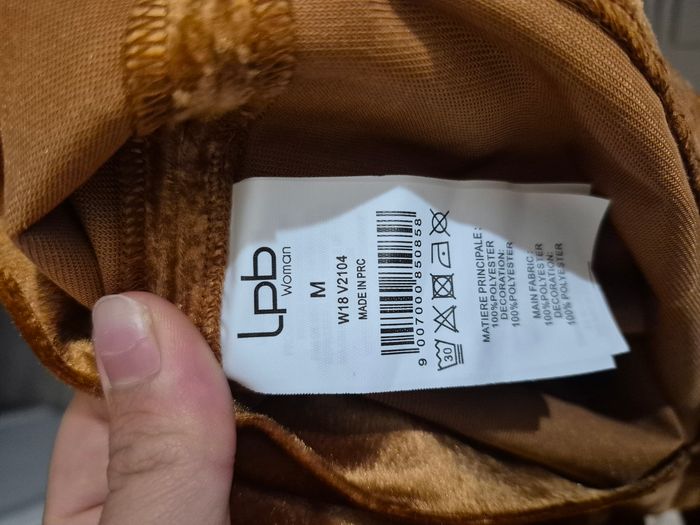 Lpb
Woman
M
W18 V2104
MADE IN PRC
9 007000 850858
30
MATIERE PRINCIPALE :
100%POLYESTER
DECORATION:
100%POLYESTER
MAIN FABRIC :
100%POLYESTER
DECORATION:
100% POLYESTER